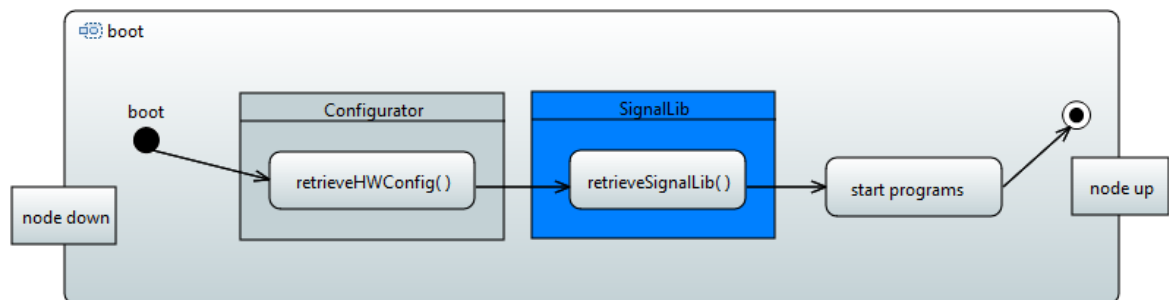 boot
boot
Configurator
SignalLib
retrieveHWConfig( )
retrieveSignalLib( )
start programs
node down
node up